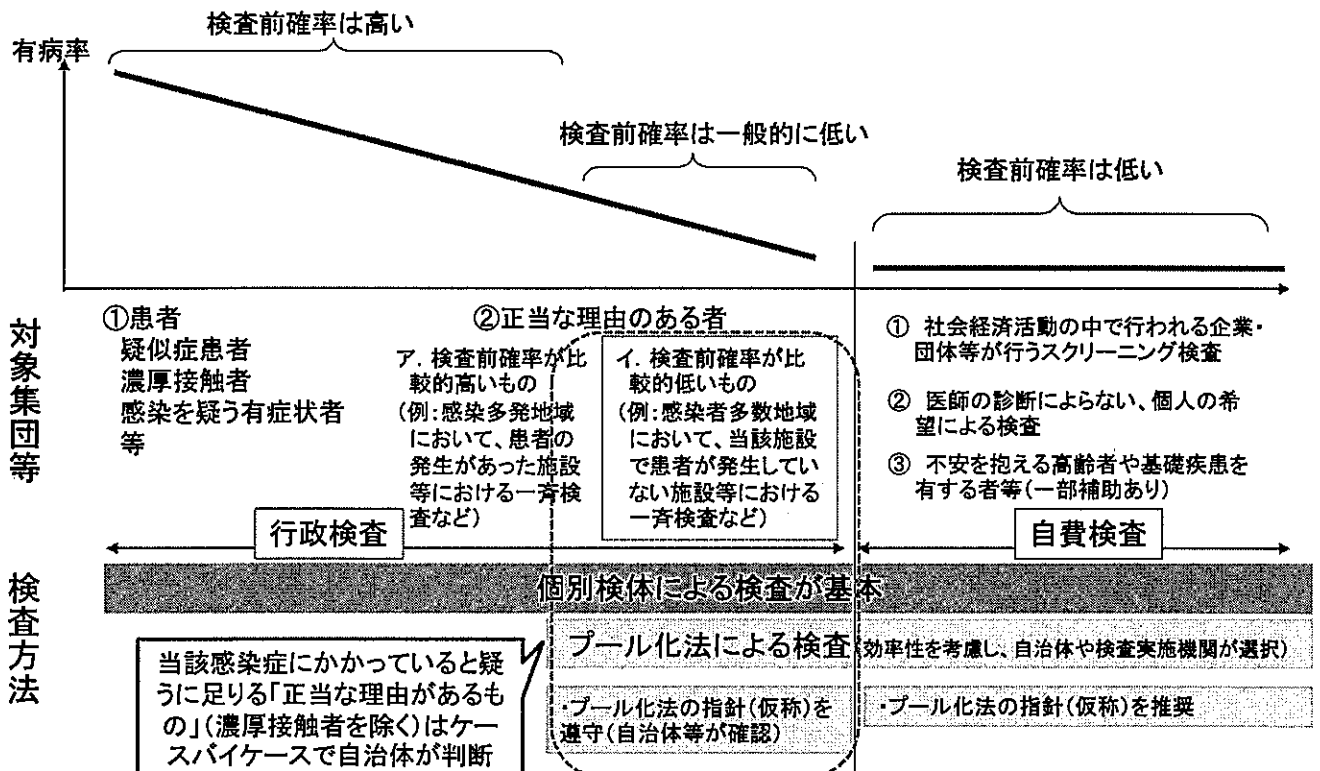 検査前確率は高い
有病率
検査前確率は一般的に低い
検査前確率は低い
対象集団等
①患者
疑似症患者
濃厚接触者
感染を疑う有症状者
等
②正当な理由のある者
ア. 検査前確率が比
較的高いもの
(例:感染多発地域
において、患者の
発生があった施設
等における一斉検
査など)
イ. 検査前確率が比
較的低いもの
(例:感染者多数地域
において、当該施設
で患者が発生してい
ない施設等における
一斉検査など)
① 社会経済活動の中で行われる企業・
団体等が行うスクリーニング検査
② 医師の診断によらない、個人の希
望による検査
③ 不安を抱える高齢者や基礎疾患を
有する者等(一部補助あり)
行政検査
自費検査
検査方法
個別検体による検査が基本
プール化法による検査(効率性を考慮し、自治体や検査実施機関が選択)
当該感染症にかかっていると疑
うに足りる「正当な理由があるも
の」(濃厚接触者を除く)はケー
スバイケースで自治体が判断
・プール化法の指針(仮称)を
遵守(自治体等が確認)
・プール化法の指針(仮称)を推奨